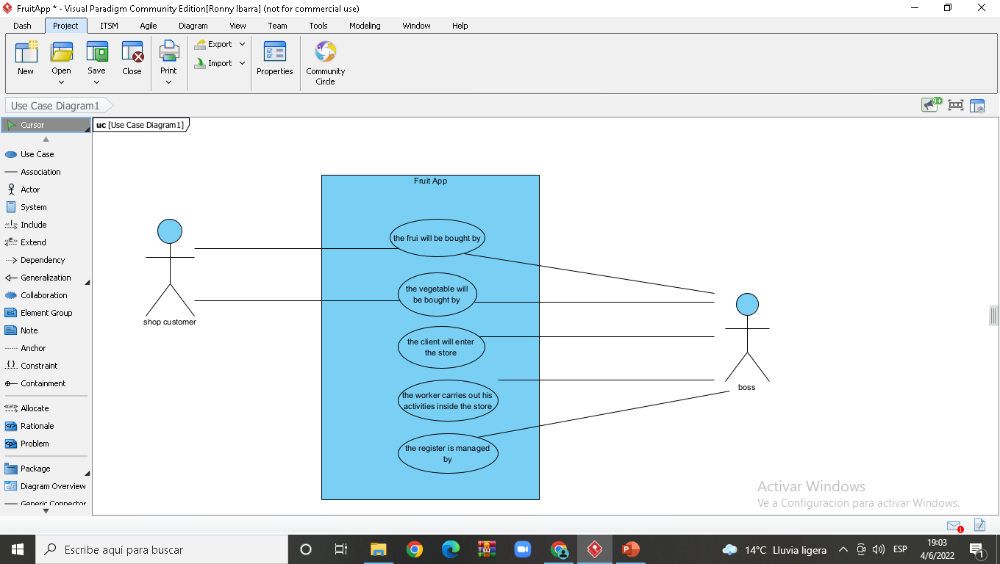 FruitApp * - Visual Paradigm Community Edition[Ronny Ibarra] (not for commercial use)
Dash Project ITSM Agile Diagram View Team Tools Modeling Window Help
New Open Save Close Print Export Import Properties Community Circle
Use Case Diagram1
9+
Cursor
Use Case
Association
Actor
System
Include
Extend
Dependency
Generalization
Collaboration
Element Group
Note
Anchor
Constraint
Containment
Allocate
Rationale
Problem
Package
Diagram Overview
Generic Connector
uc [Use Case Diagram1]
Fruit App
the frui will be bought by
the vegetable will
be bought by
the client will enter
the store
the worker carries out his
activities inside the store
the register is managed
by
shop customer
boss
Activar Windows
Ve a Configuración para activar Windows.
1
Escribe aquí para buscar
14°C Lluvia ligera
ESP
19:03
4/6/2022
1